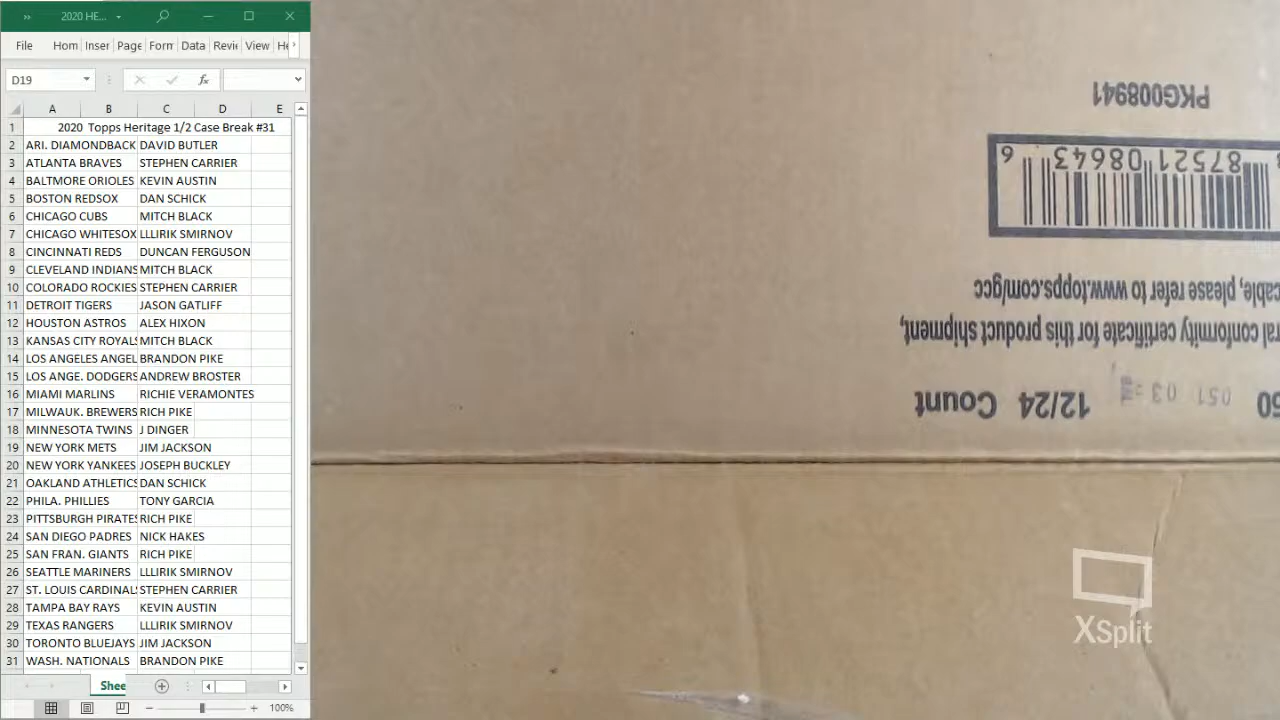 2020 HE...
File Hom Inser Page Form Data Revie View He
D19
A B C D E
1 2020 Topps Heritage 1/2 Case Break #31
2 ARI. DIAMONDBACK DAVID BUTLER
3 ATLANTA BRAVES STEPHEN CARRIER
4 BALTMORE ORIOLES KEVIN AUSTIN
5 BOSTON REDSOX DAN SCHICK
6 CHICAGO CUBS MITCH BLACK
7 CHICAGO WHITESOX LLLIRIK SMIRNOV
8 CINCINNATI REDS DUNCAN FERGUSON
9 CLEVELAND INDIANS MITCH BLACK
10 COLORADO ROCKIES STEPHEN CARRIER
11 DETROIT TIGERS JASON GATLIFF
12 HOUSTON ASTROS ALEX HIXON
13 KANSAS CITY ROYALS MITCH BLACK
14 LOS ANGELES ANGEL BRANDON PIKE
15 LOS ANGE. DODGERS ANDREW BROSTER
16 MIAMI MARLINS RICHIE VERAMONTES
17 MILWAUK. BREWERS RICH PIKE
18 MINNESOTA TWINS J DINGER
19 NEW YORK METS JIM JACKSON
20 NEW YORK YANKEES JOSEPH BUCKLEY
21 OAKLAND ATHLETICS DAN SCHICK
22 PHILA. PHILLIES TONY GARCIA
23 PITTSBURGH PIRATES RICH PIKE
24 SAN DIEGO PADRES NICK HAKES
25 SAN FRAN. GIANTS RICH PIKE
26 SEATTLE MARINERS LLLIRIK SMIRNOV
27 ST. LOUIS CARDINALS STEPHEN CARRIER
28 TAMPA BAY RAYS KEVIN AUSTIN
29 TEXAS RANGERS LLLIRIK SMIRNOV
30 TORONTO BLUEJAYS JIM JACKSON
31 WASH. NATIONALS BRANDON PIKE
Shee
100%
PKG008941
87521 08643 6
cable, please refer to www.topps.com/gcc
ral conformity certificate for this product shipment,
12/24 Count
051 03
XSplit